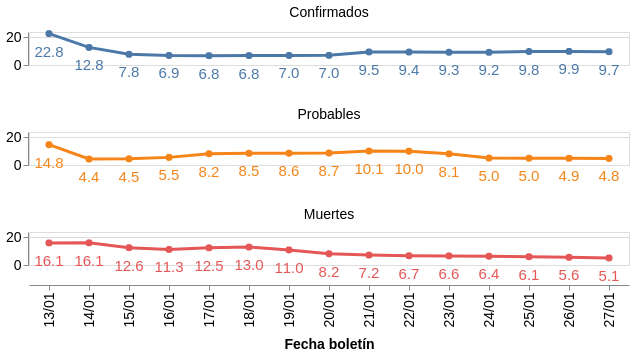 Confirmados
20
0
22.8 12.8 7.8 6.9 6.8 6.8 7.0 7.0 9.5 9.4 9.3 9.2 9.8 9.9 9.7
Probables
20
0
14.8 4.4 4.5 5.5 8.2 8.5 8.6 8.7 10.1 10.0 8.1 5.0 5.0 4.9 4.8
Muertes
20
0
16.1 16.1 12.6 11.3 12.5 13.0 11.0 8.2 7.2 6.7 6.6 6.4 6.1 5.6 5.1
13/01 14/01 15/01 16/01 17/01 18/01 19/01 20/01 21/01 22/01 23/01 24/01 25/01 26/01 27/01
Fecha boletín